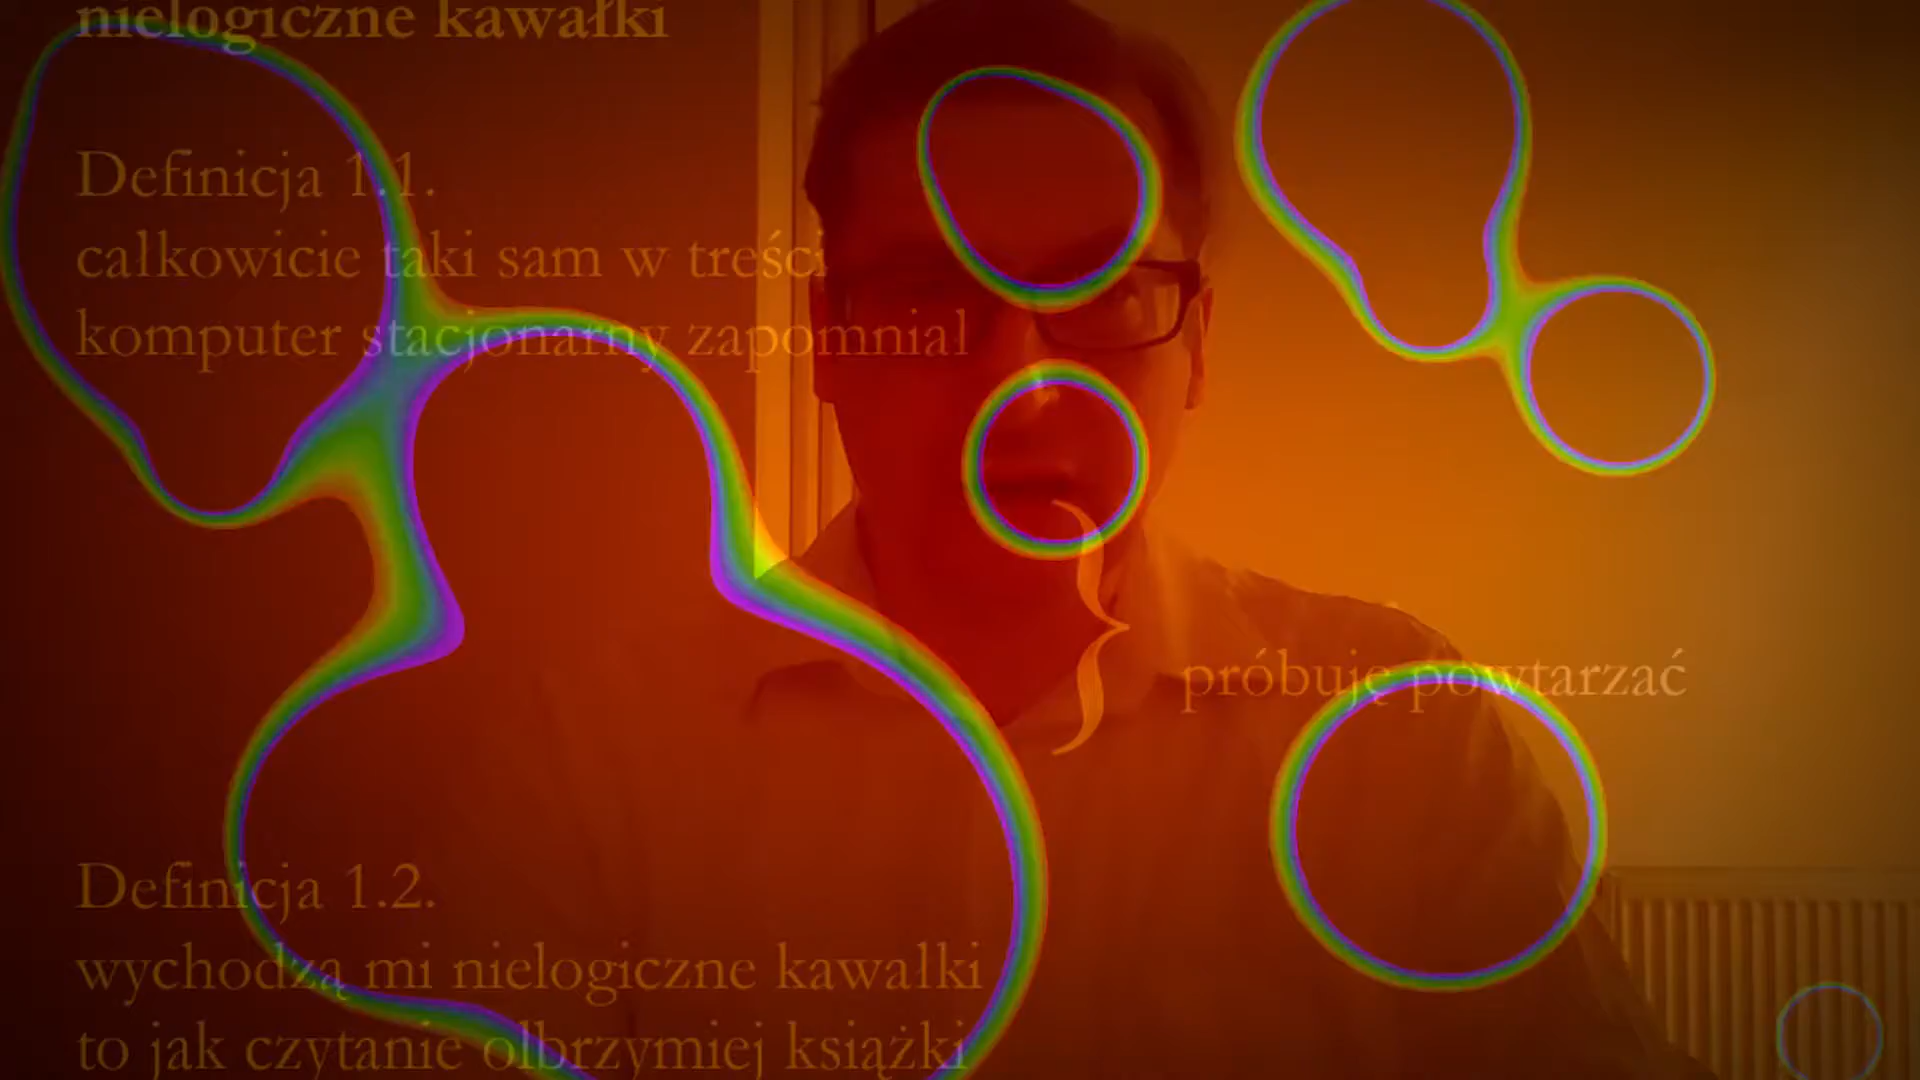 nielogiczne kawałki
Definicja 1.1.
całkowicie taki sam w treści
komputer stacjonarny zapomniał
próbuję powtarzać
Definicja 1.2.
wychodzą mi nielogiczne kawałki
to jak czytanie olbrzymiej książki